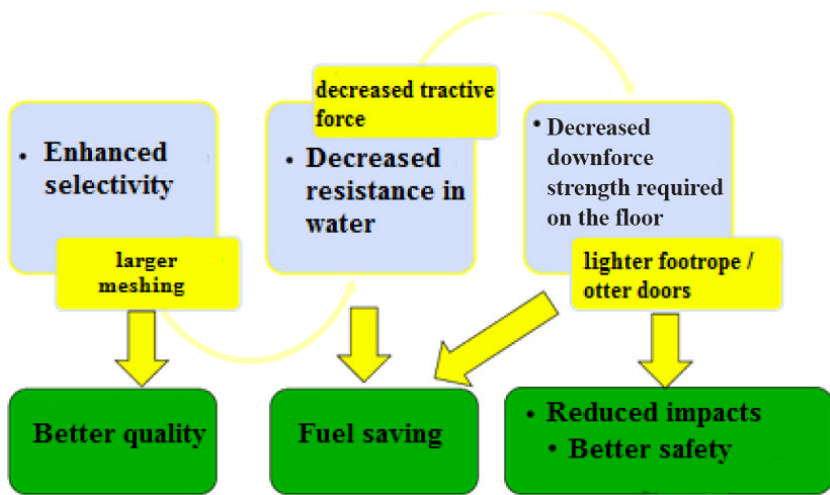 • Enhanced
selectivity
larger
meshing
decreased tractive
force
• Decreased
resistance in
water
• Decreased
downforce
strength required
on the floor
lighter footrope /
otter doors
Better quality
Fuel saving
• Reduced impacts
• Better safety